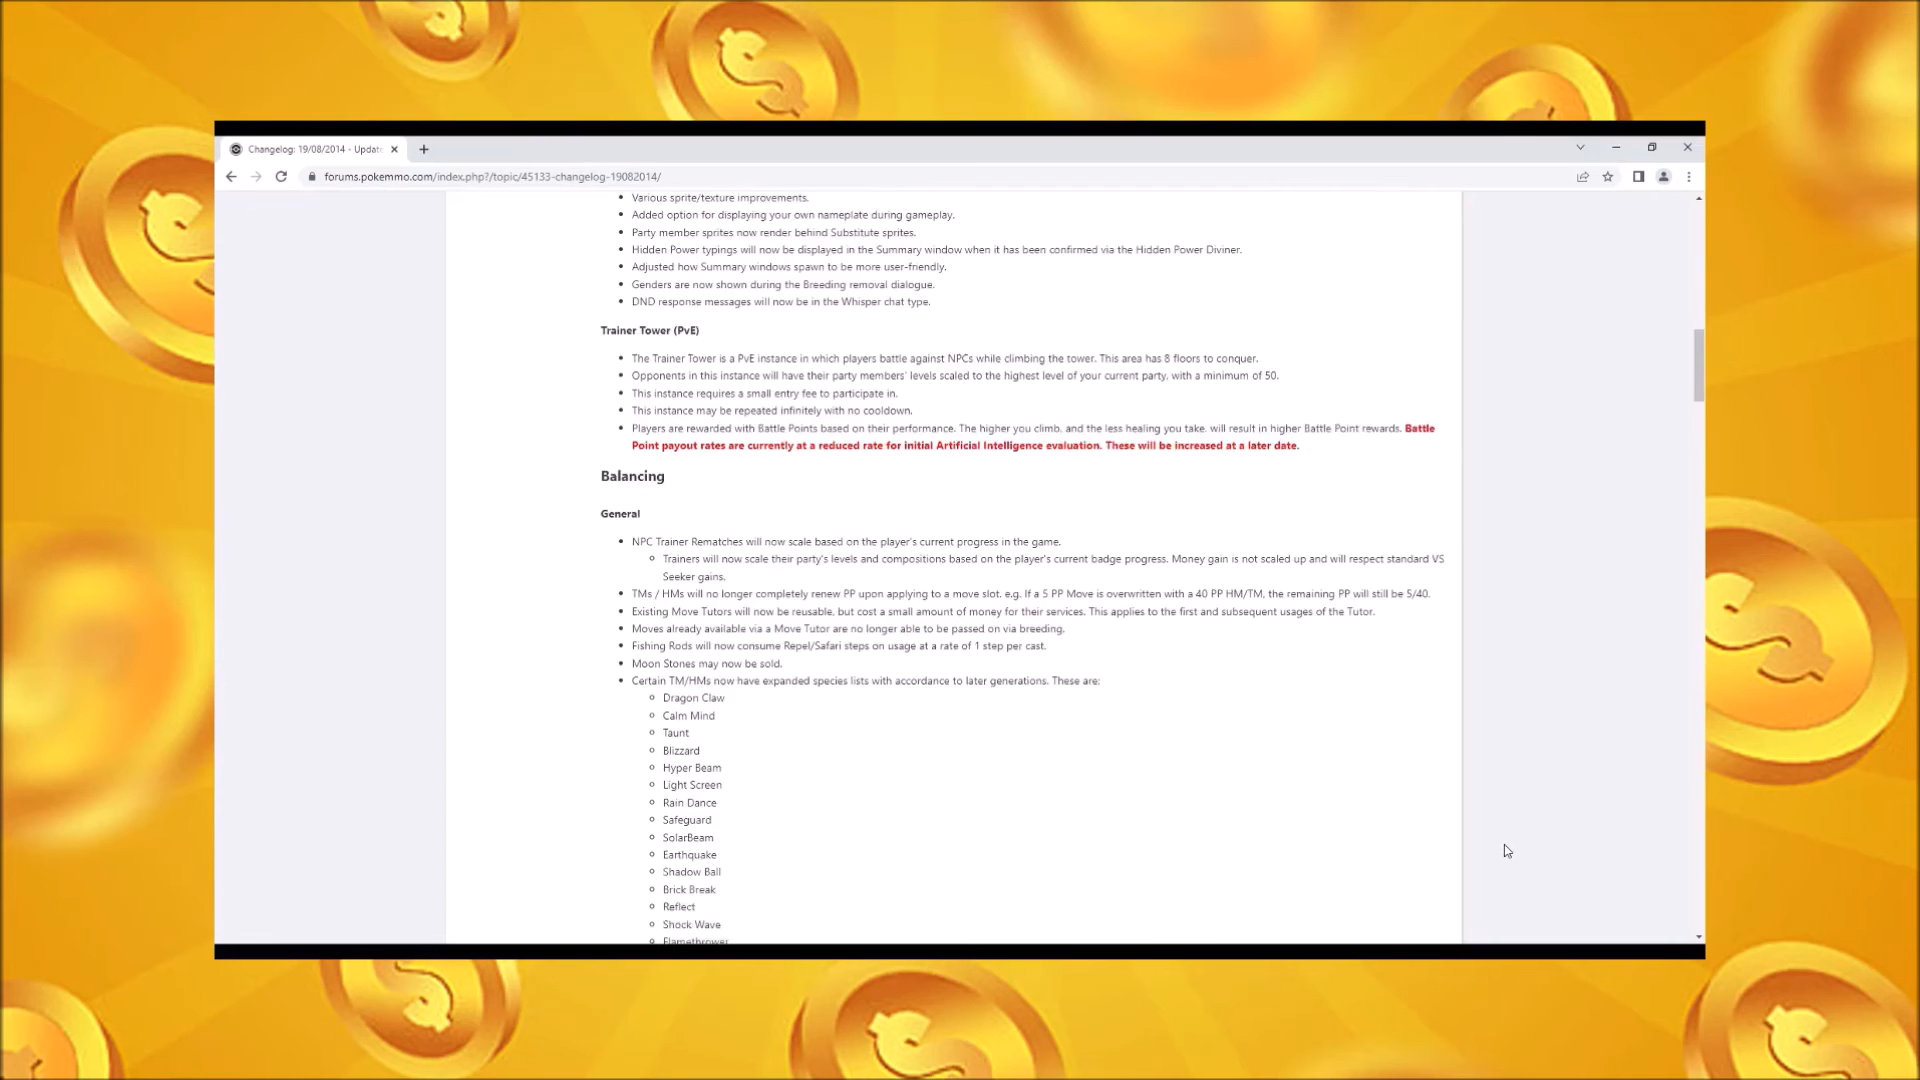 Changelog: 19/08/2014 - Updat
forums.pokemmo.com/index.php?/topic/45133-changelog-19082014/
• Various sprite/texture improvements.
• Added option for displaying your own nameplate during gameplay.
• Party member sprites now render behind Substitute sprites.
• Hidden Power typings will now be displayed in the Summary window when it has been confirmed via the Hidden Power Diviner.
• Adjusted how Summary windows spawn to be more user-friendly.
• Genders are now shown during the Breeding removal dialogue.
• DND response messages will now be in the Whisper chat type.
Trainer Tower (PvE)
• The Trainer Tower is a PvE instance in which players battle against NPCs while climbing the tower. This area has 8 floors to conquer.
• Opponents in this instance will have their party members' levels scaled to the highest level of your current party, with a minimum of 50.
• This instance requires a small entry fee to participate in.
• This instance may be repeated infinitely with no cooldown.
• Players are rewarded with Battle Points based on their performance. The higher you climb, and the less healing you take, will result in higher Battle Point rewards. Battle
Point payout rates are currently at a reduced rate for initial Artificial Intelligence evaluation. These will be increased at a later date.
Balancing
General
• NPC Trainer Rematches will now scale based on the player's current progress in the game.
◦ Trainers will now scale their party's levels and compositions based on the player's current badge progress. Money gain is not scaled up and will respect standard VS
Seeker gains.
• TMs / HMs will no longer completely renew PP upon applying to a move slot. e.g. If a 5 PP Move is overwritten with a 40 PP HM/TM, the remaining PP will still be 5/40.
• Existing Move Tutors will now be reusable, but cost a small amount of money for their services. This applies to the first and subsequent usages of the Tutor.
• Moves already available via a Move Tutor are no longer able to be passed on via breeding.
• Fishing Rods will now consume Repel/Safari steps on usage at a rate of 1 step per cast.
• Moon Stones may now be sold.
• Certain TM/HMs now have expanded species lists with accordance to later generations. These are:
◦ Dragon Claw
◦ Calm Mind
◦ Taunt
◦ Blizzard
◦ Hyper Beam
◦ Light Screen
◦ Rain Dance
◦ Safeguard
◦ SolarBeam
◦ Earthquake
◦ Shadow Ball
◦ Brick Break
◦ Reflect
◦ Shock Wave
◦ Flamethrower